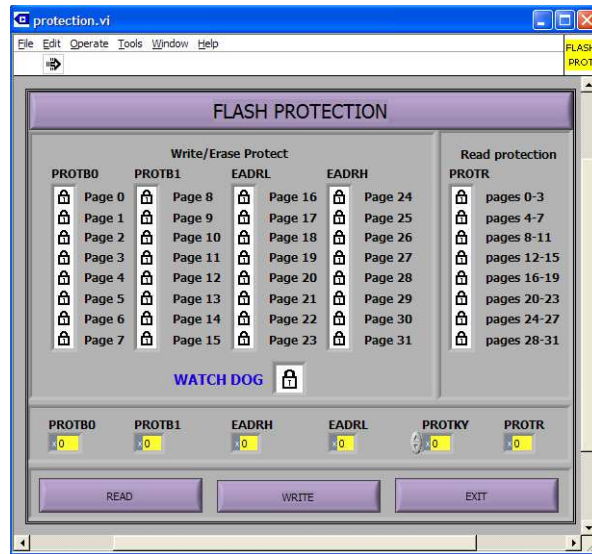 protection.vi
File Edit Operate Tools Window Help
FLASH
PROT
FLASH PROTECTION
Write/Erase Protect
Read protection
PROTB0 PROTB1 EADRL EADRH PROTR
Page 0 Page 8 Page 16 Page 24 pages 0-3
Page 1 Page 9 Page 17 Page 25 pages 4-7
Page 2 Page 10 Page 18 Page 26 pages 8-11
Page 3 Page 11 Page 19 Page 27 pages 12-15
Page 4 Page 12 Page 20 Page 28 pages 16-19
Page 5 Page 13 Page 21 Page 29 pages 20-23
Page 6 Page 14 Page 22 Page 30 pages 24-27
Page 7 Page 15 Page 23 Page 31 pages 28-31
WATCH DOG
PROTB0 PROTB1 EADRH EADRL PROTKY PROTR
x 0 x 0 x 0 x 0 x 0 x 0
READ WRITE EXIT